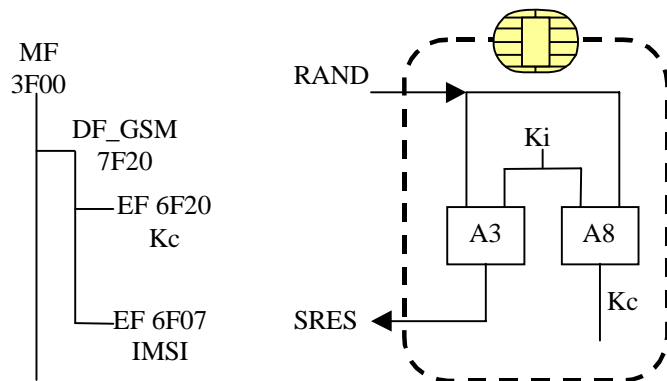 MF
3F00
DF_GSM
7F20
EF 6F20
Kc
EF 6F07
IMSI
RAND
Ki
A3
A8
Kc
SRES